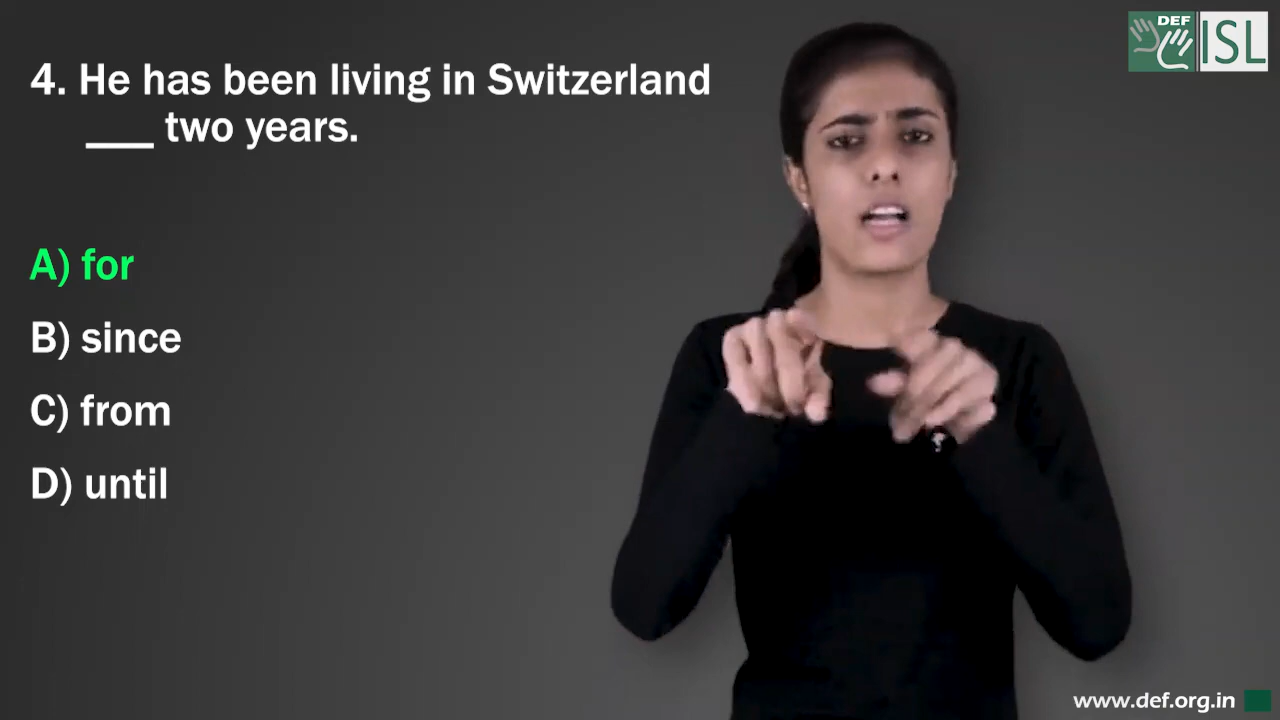 DEF
ISL
4. He has been living in Switzerland
___ two years.
A) for
B) since
C) from
D) until
www.def.org.in